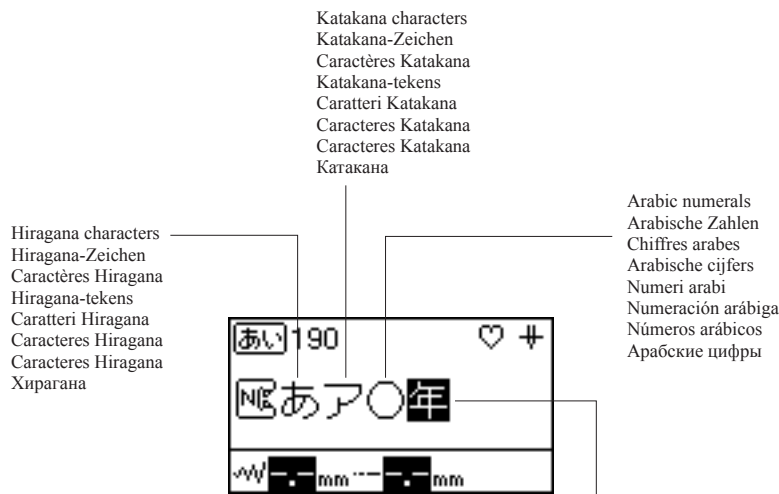 Katakana characters
Katakana-Zeichen
Caractères Katakana
Katakana-tekens
Caratteri Katakana
Caracteres Katakana
Caracteres Katakana
Катакана
Arabic numerals
Arabische Zahlen
Chiffres arabes
Arabische cijfers
Numeri arabi
Numeración arábiga
Números arábicos
Арабские цифры
Hiragana characters
Hiragana-Zeichen
Caractères Hiragana
Hiragana-tekens
Caratteri Hiragana
Caracteres Hiragana
Caracteres Hiragana
Хирагана
あい 190
あア〇年
-.- mm -.- mm